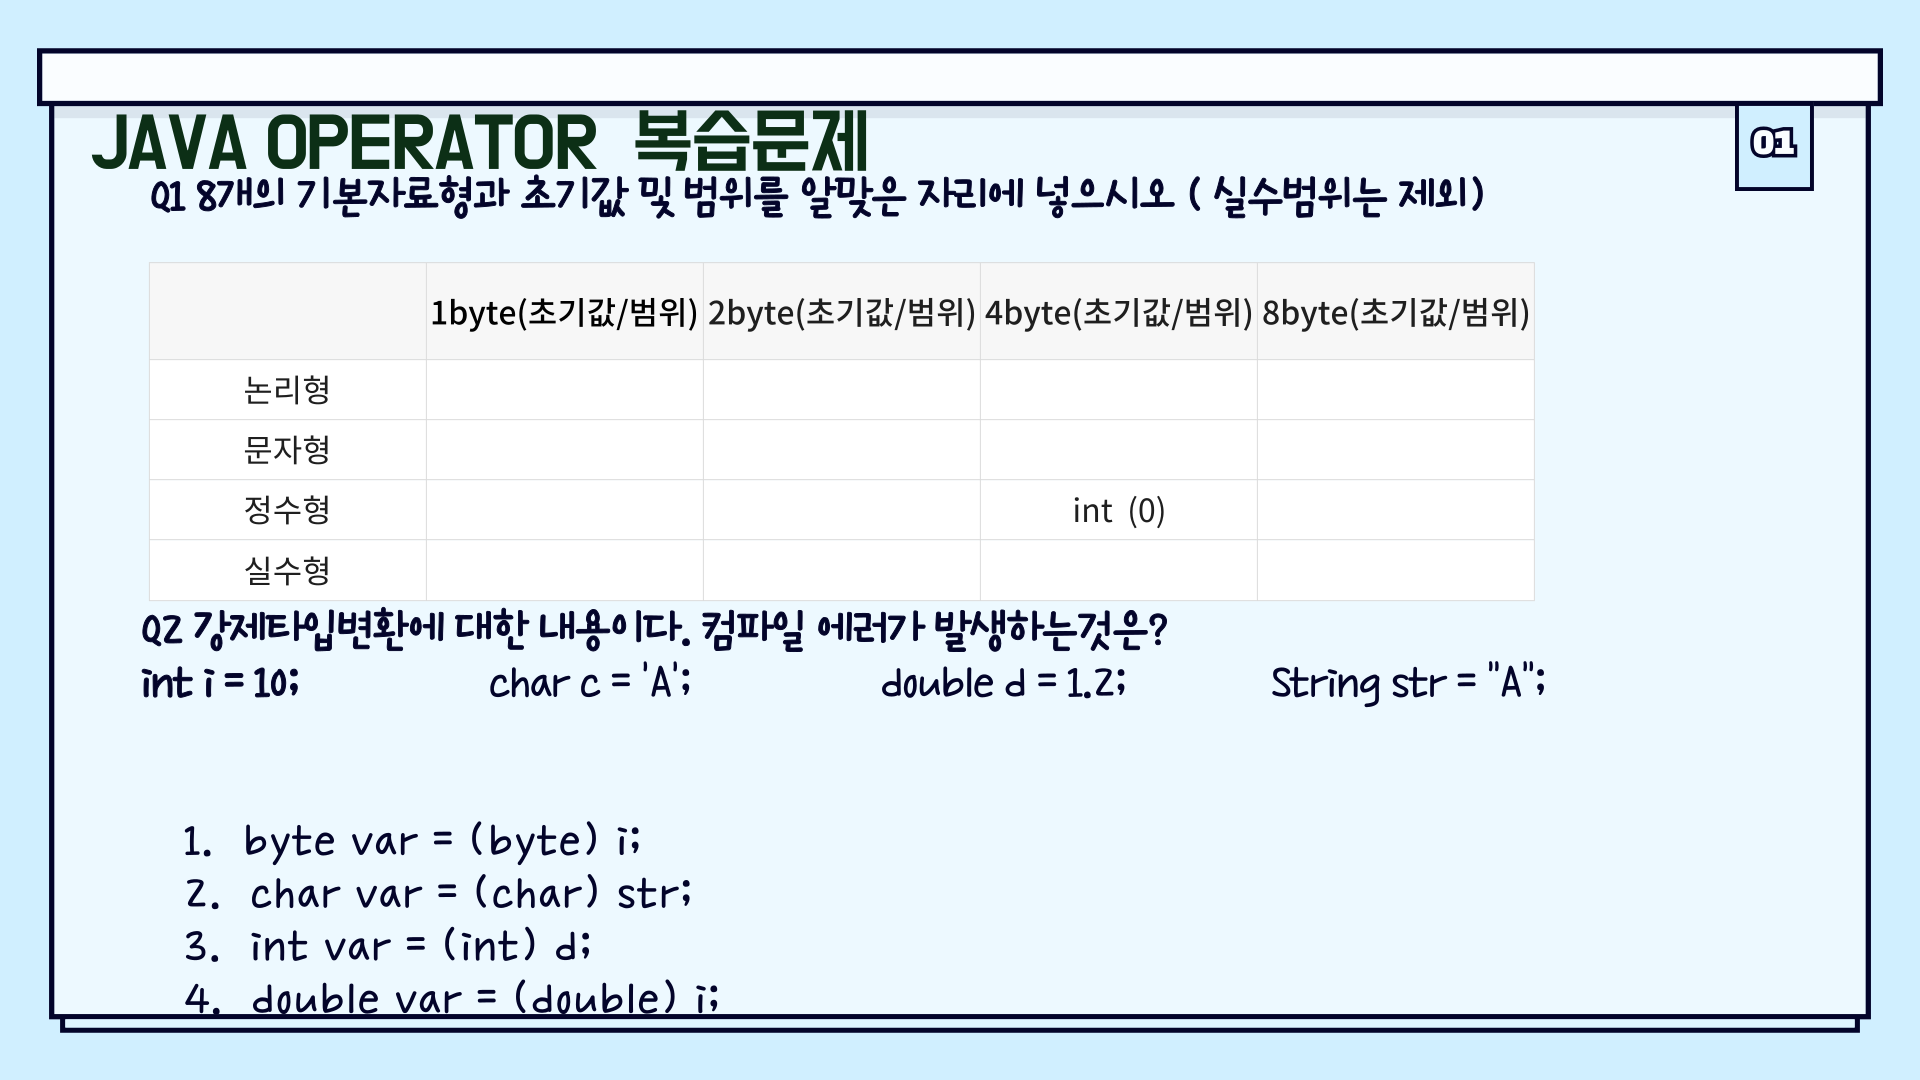 JAVA OPERATOR 복습문제
01
Q1 8개의 기본자료형과 초기값 및 범위를 알맞은 자리에 넣으시오 ( 실수범위는 제외)
1byte(초기값/범위) 2byte(초기값/범위) 4byte(초기값/범위) 8byte(초기값/범위)
논리형
문자형
정수형 int (0)
실수형
Q2 강제타입변환에 대한 내용이다. 컴파일 에러가 발생하는것은?
int i = 10; char c = 'A'; double d = 1.2; String str = "A";
1. byte var = (byte) i;
2. char var = (char) str;
3. int var = (int) d;
4. double var = (double) i;